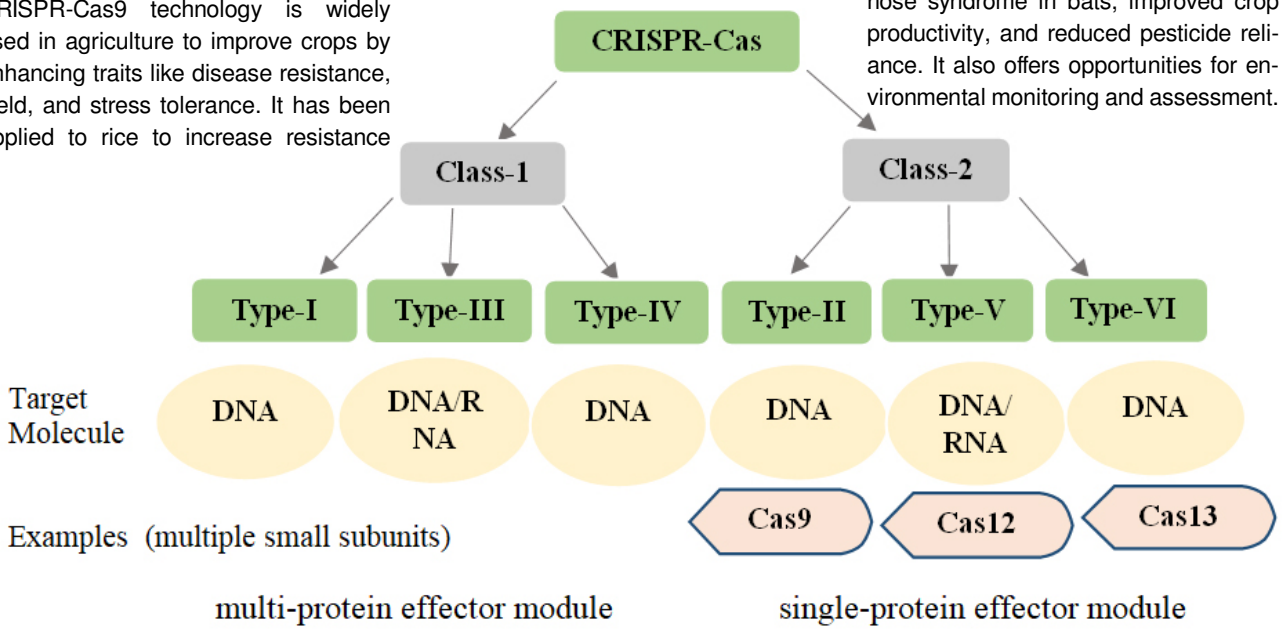 RISPR-Cas9 technology is widely
sed in agriculture to improve crops by
nhancing traits like disease resistance,
eld, and stress tolerance. It has been
pplied to rice to increase resistance
nose syndrome in bats, improved crop
productivity, and reduced pesticide reli-
ance. It also offers opportunities for en-
vironmental monitoring and assessment.
CRISPR-Cas
Class-1
Class-2
Type-I
Type-III
Type-IV
Type-II
Type-V
Type-VI
Target
Molecule
DNA
DNA/R
NA
DNA
DNA
DNA/
RNA
DNA
Examples (multiple small subunits)
Cas9
Cas12
Cas13
multi-protein effector module
single-protein effector module